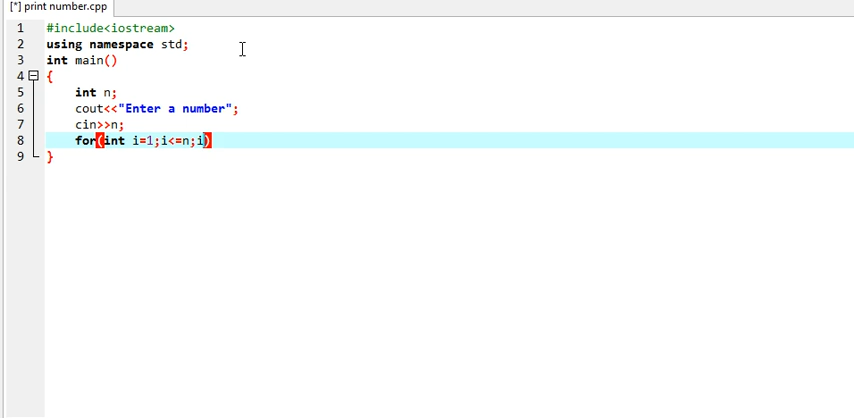 [*] print number.cpp
1 #include<iostream>
2 using namespace std;
3 int main()
4 {
5 int n;
6 cout<<"Enter a number";
7 cin>>n;
8 for(int i=1;i<=n;i)
9 }